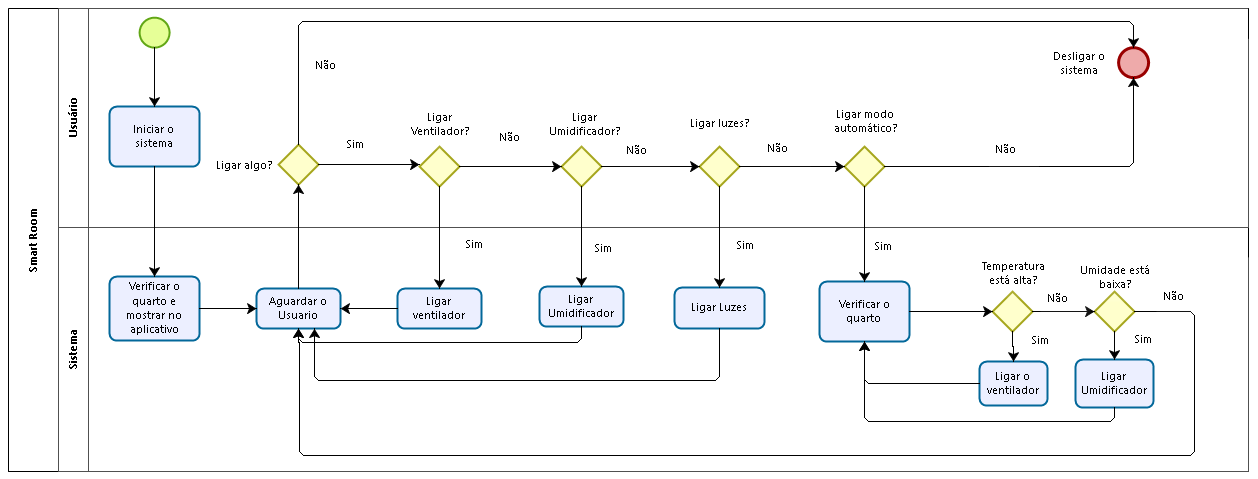 Smart Room
Usuário
Sistema
Iniciar o
sistema
Ligar algo?
Não
Sim
Ligar
Ventilador?
Não
Ligar
Umidificador?
Não
Ligar luzes?
Não
Ligar modo
automático?
Não
Desligar o
sistema
Sim
Sim
Sim
Sim
Verificar o
quarto e
mostrar no
aplicativo
Aguardar o
Usuario
Ligar
ventilador
Ligar
Umidificador
Ligar Luzes
Verificar o
quarto
Temperatura
está alta?
Não
Umidade está
baixa?
Não
Sim
Sim
Ligar o
ventilador
Ligar
Umidificador